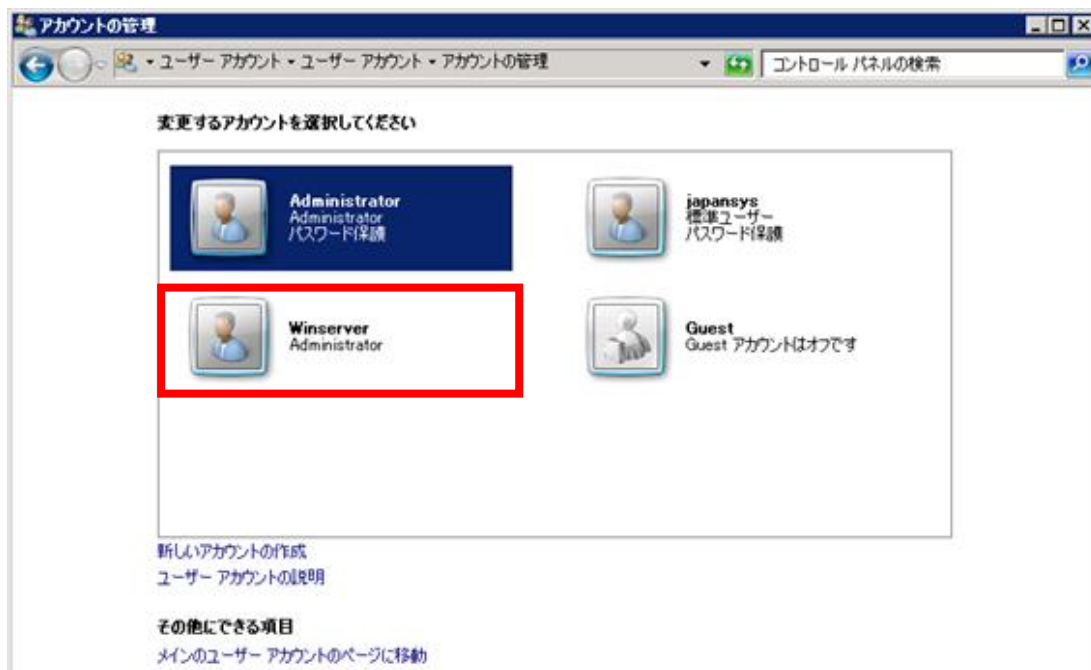 アカウントの管理
ユーザー アカウント ユーザー アカウント アカウントの管理
コントロール パネルの検索
変更するアカウントを選択してください
Administrator
Administrator
パスワード保護
japansys
標準ユーザー
パスワード保護
Winserver
Administrator
Guest
Guest アカウントはオフです
新しいアカウントの作成
ユーザー アカウントの説明
その他にできる項目
メインのユーザー アカウントのページに移動